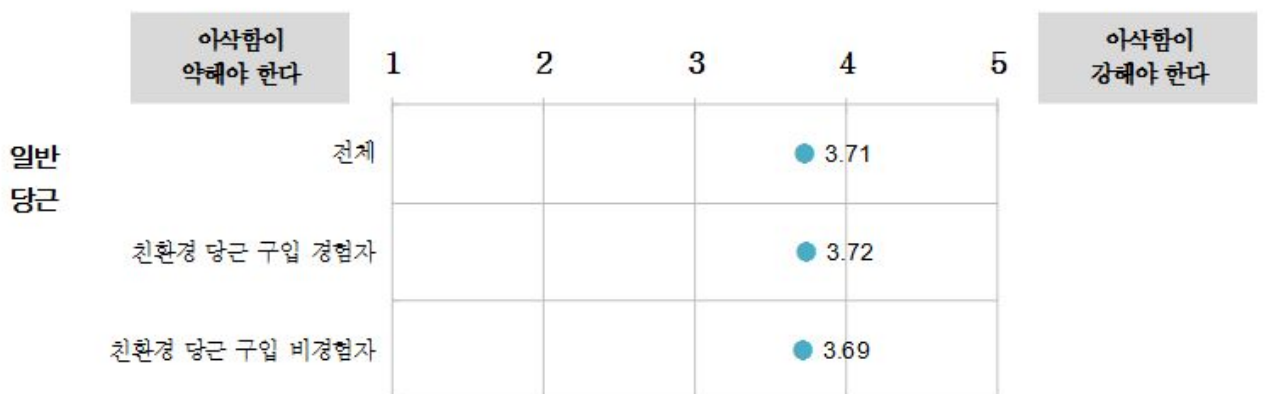 아삭함이
약해야 한다
1 2 3 4 5
아삭함이
강해야 한다
일반
당근
전체
3.71
친환경 당근 구입 경험자
3.72
친환경 당근 구입 비경험자
3.69